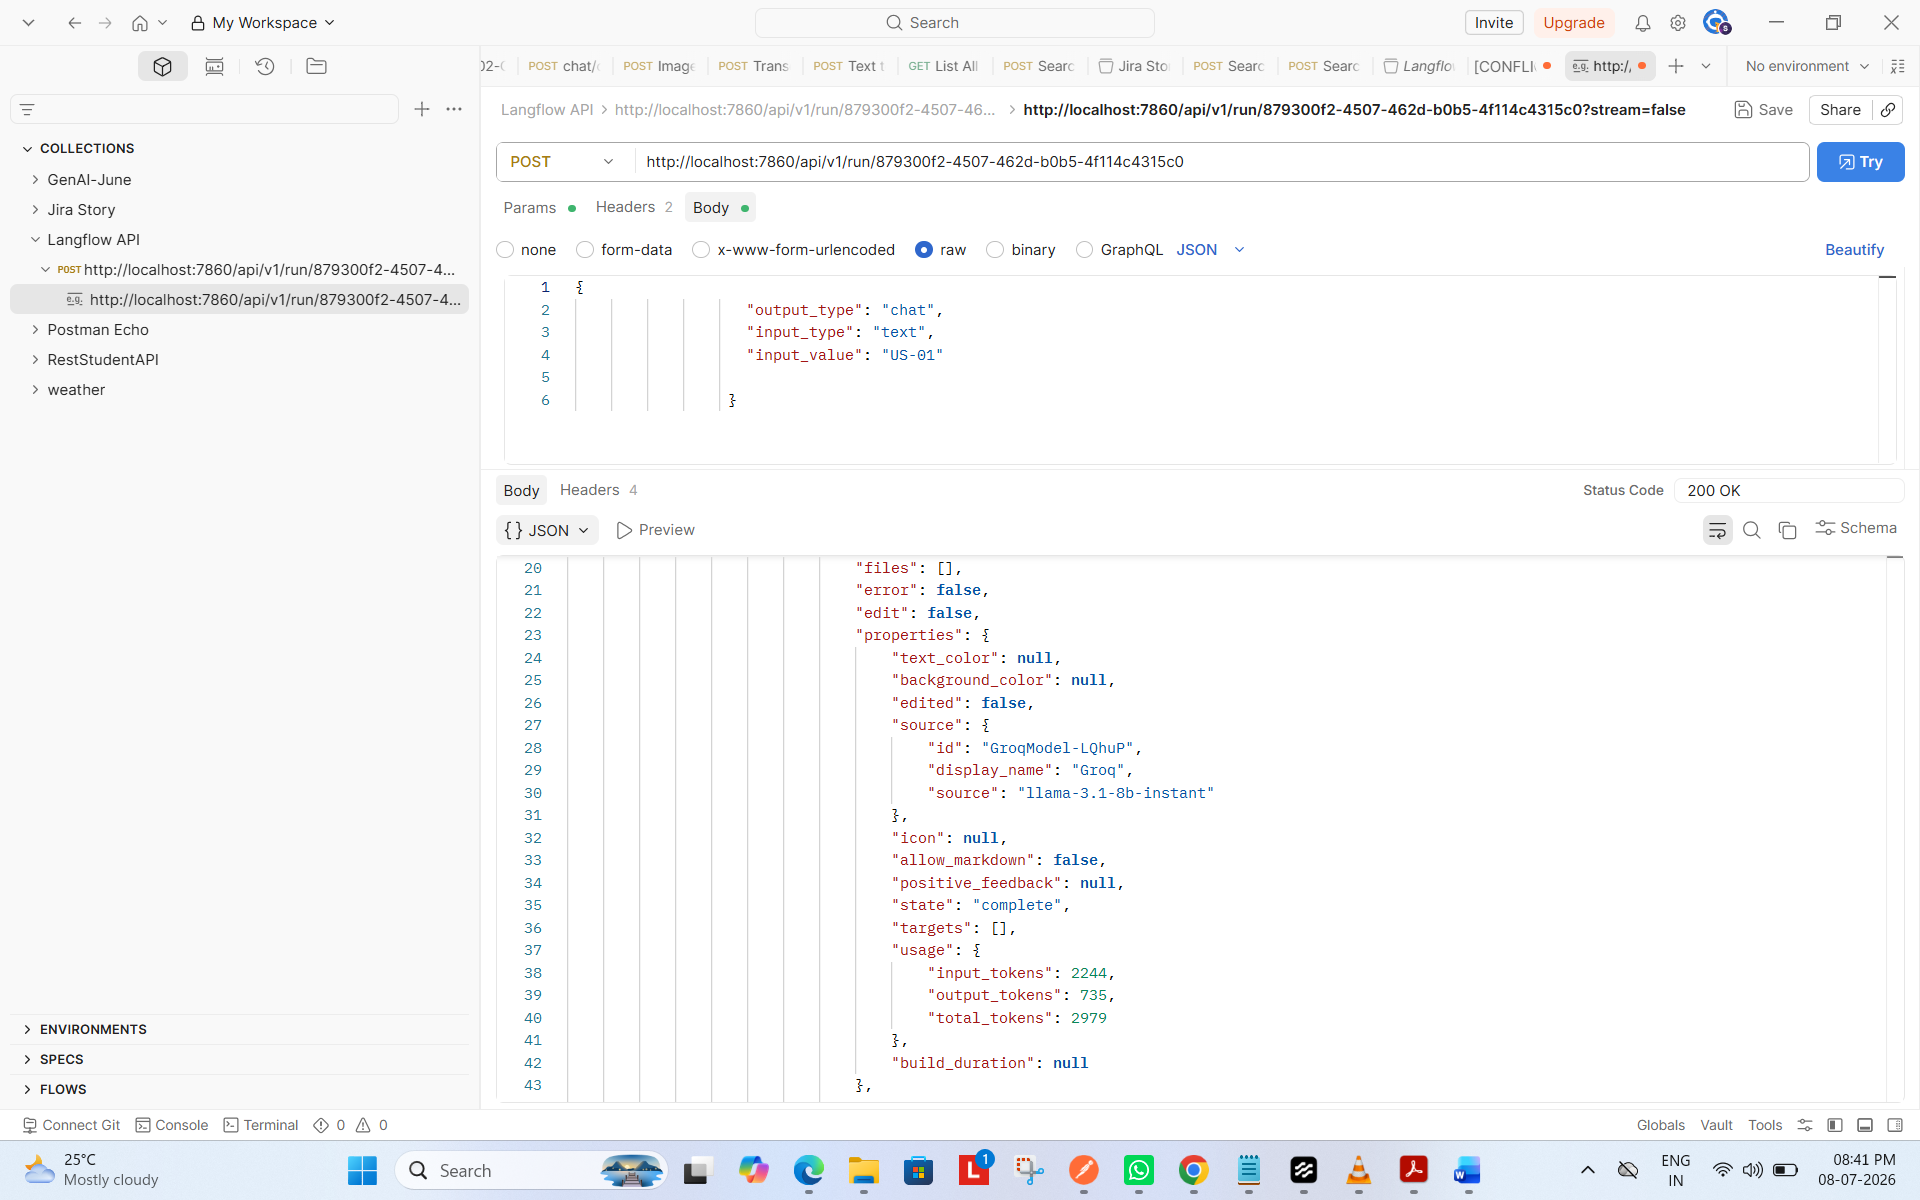 My Workspace
Search
Invite
Upgrade
POST chat/
POST Image
POST Trans
POST Text t
GET List All
POST Searc
Jira Sto
POST Searc
POST Searc
Langflo
[CONFLI
e.g. http:/
No environment
Langflow API > http://localhost:7860/api/v1/run/879300f2-4507-46... > http://localhost:7860/api/v1/run/879300f2-4507-462d-b0b5-4f114c4315c0?stream=false
Save
Share
COLLECTIONS
GenAI-June
Jira Story
Langflow API
POST http://localhost:7860/api/v1/run/879300f2-4507-4...
e.g. http://localhost:7860/api/v1/run/879300f2-4507-4...
Postman Echo
RestStudentAPI
weather
ENVIRONMENTS
SPECS
FLOWS
POST
http://localhost:7860/api/v1/run/879300f2-4507-462d-b0b5-4f114c4315c0
Try
Params
Headers 2
Body
none
form-data
x-www-form-urlencoded
raw
binary
GraphQL
JSON
Beautify
1 {
2 "output_type": "chat",
3 "input_type": "text",
4 "input_value": "US-01"
5
6 }
Body
Headers 4
Status Code
200 OK
{} JSON
Preview
Schema
20 "files": [],
21 "error": false,
22 "edit": false,
23 "properties": {
24 "text_color": null,
25 "background_color": null,
26 "edited": false,
27 "source": {
28 "id": "GroqModel-LQhuP",
29 "display_name": "Groq",
30 "source": "llama-3.1-8b-instant"
31 },
32 "icon": null,
33 "allow_markdown": false,
34 "positive_feedback": null,
35 "state": "complete",
36 "targets": [],
37 "usage": {
38 "input_tokens": 2244,
39 "output_tokens": 735,
40 "total_tokens": 2979
41 },
42 "build_duration": null
43 },
Connect Git
Console
Terminal
0
0
Globals
Vault
Tools
25°C
Mostly cloudy
Search
1
ENG
IN
08:41 PM
08-07-2026